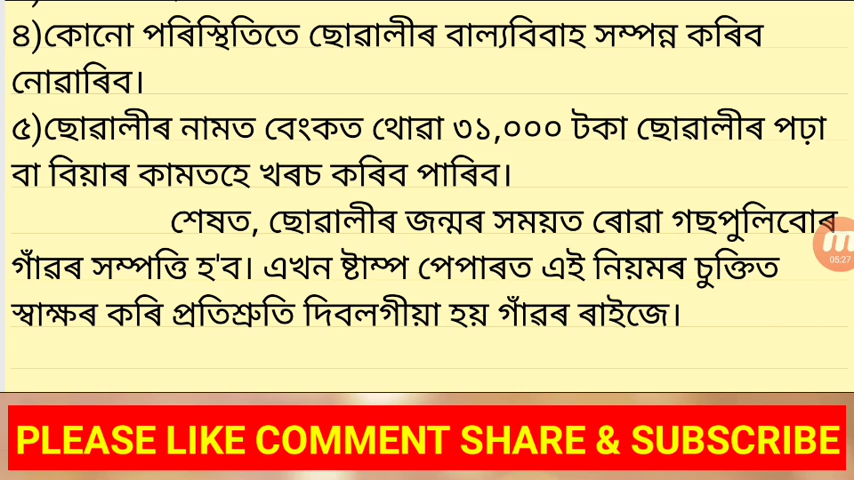 ৪)কোনো পৰিস্থিতিতে ছোৱালীৰ বাল্যবিবাহ সম্পন্ন কৰিব
নোৱাৰিব।
৫)ছোৱালীৰ নামত বেংকত থোৱা ৩১,০০০ টকা ছোৱালীৰ পঢ়া
বা বিয়াৰ কামতহে খৰচ কৰিব পাৰিব।
শেষত, ছোৱালীৰ জন্মৰ সময়ত ৰোৱা গছপুলিবোৰ
গাঁৱৰ সম্পত্তি হ'ব। এখন ষ্টাম্প পেপাৰত এই নিয়মৰ চুক্তিত
স্বাক্ষৰ কৰি প্ৰতিশ্ৰুতি দিবলগীয়া হয় গাঁৱৰ ৰাইজে।
05:27
PLEASE LIKE COMMENT SHARE & SUBSCRIBE